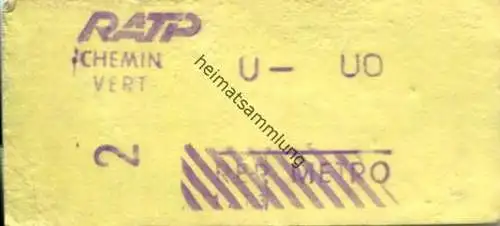 RATP
CHEMIN
VERT
U - UO
2
METRO
heimatsammlung